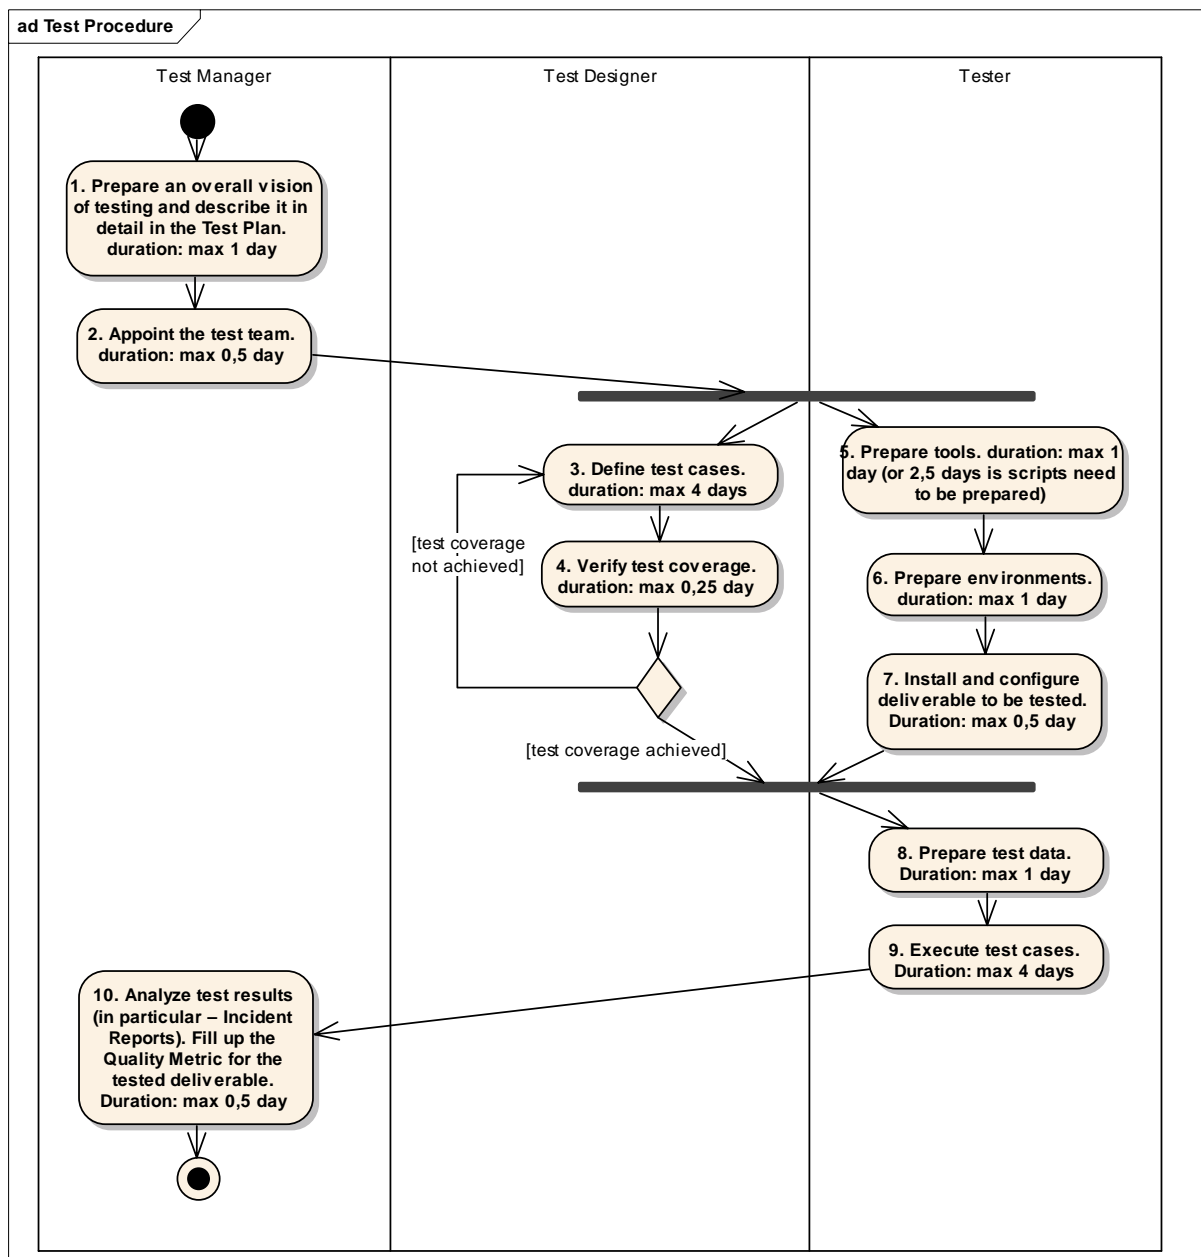 ad Test Procedure
Test Manager
Test Designer
Tester
1. Prepare an overall vision
of testing and describe it in
detail in the Test Plan.
duration: max 1 day
2. Appoint the test team.
duration: max 0,5 day
3. Define test cases.
duration: max 4 days
5. Prepare tools. duration: max 1
day (or 2,5 days is scripts need
to be prepared)
[test coverage
not achieved]
4. Verify test coverage.
duration: max 0,25 day
6. Prepare environments.
duration: max 1 day
7. Install and configure
deliverable to be tested.
Duration: max 0,5 day
[test coverage achieved]
8. Prepare test data.
Duration: max 1 day
9. Execute test cases.
Duration: max 4 days
10. Analyze test results
(in particular – Incident
Reports). Fill up the
Quality Metric for the
tested deliverable.
Duration: max 0,5 day